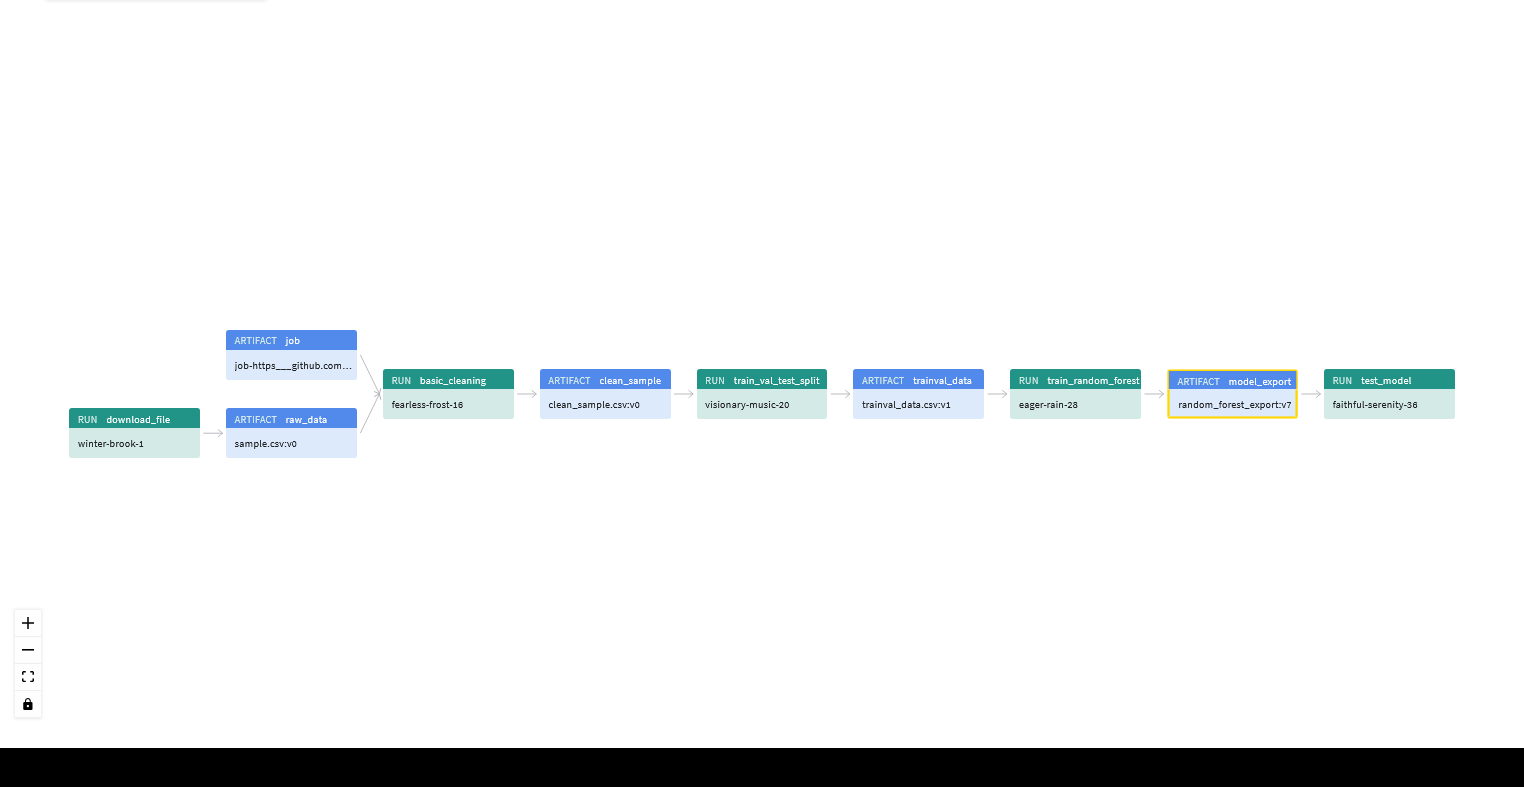 ARTIFACT job
job-https___github.com...
RUN download_file
winter-brook-1
ARTIFACT raw_data
sample.csv:v0
RUN basic_cleaning
fearless-frost-16
ARTIFACT clean_sample
clean_sample.csv:v0
RUN train_val_test_split
visionary-music-20
ARTIFACT trainval_data
trainval_data.csv:v1
RUN train_random_forest
eager-rain-28
ARTIFACT model_export
random_forest_export:v7
RUN test_model
faithful-serenity-36